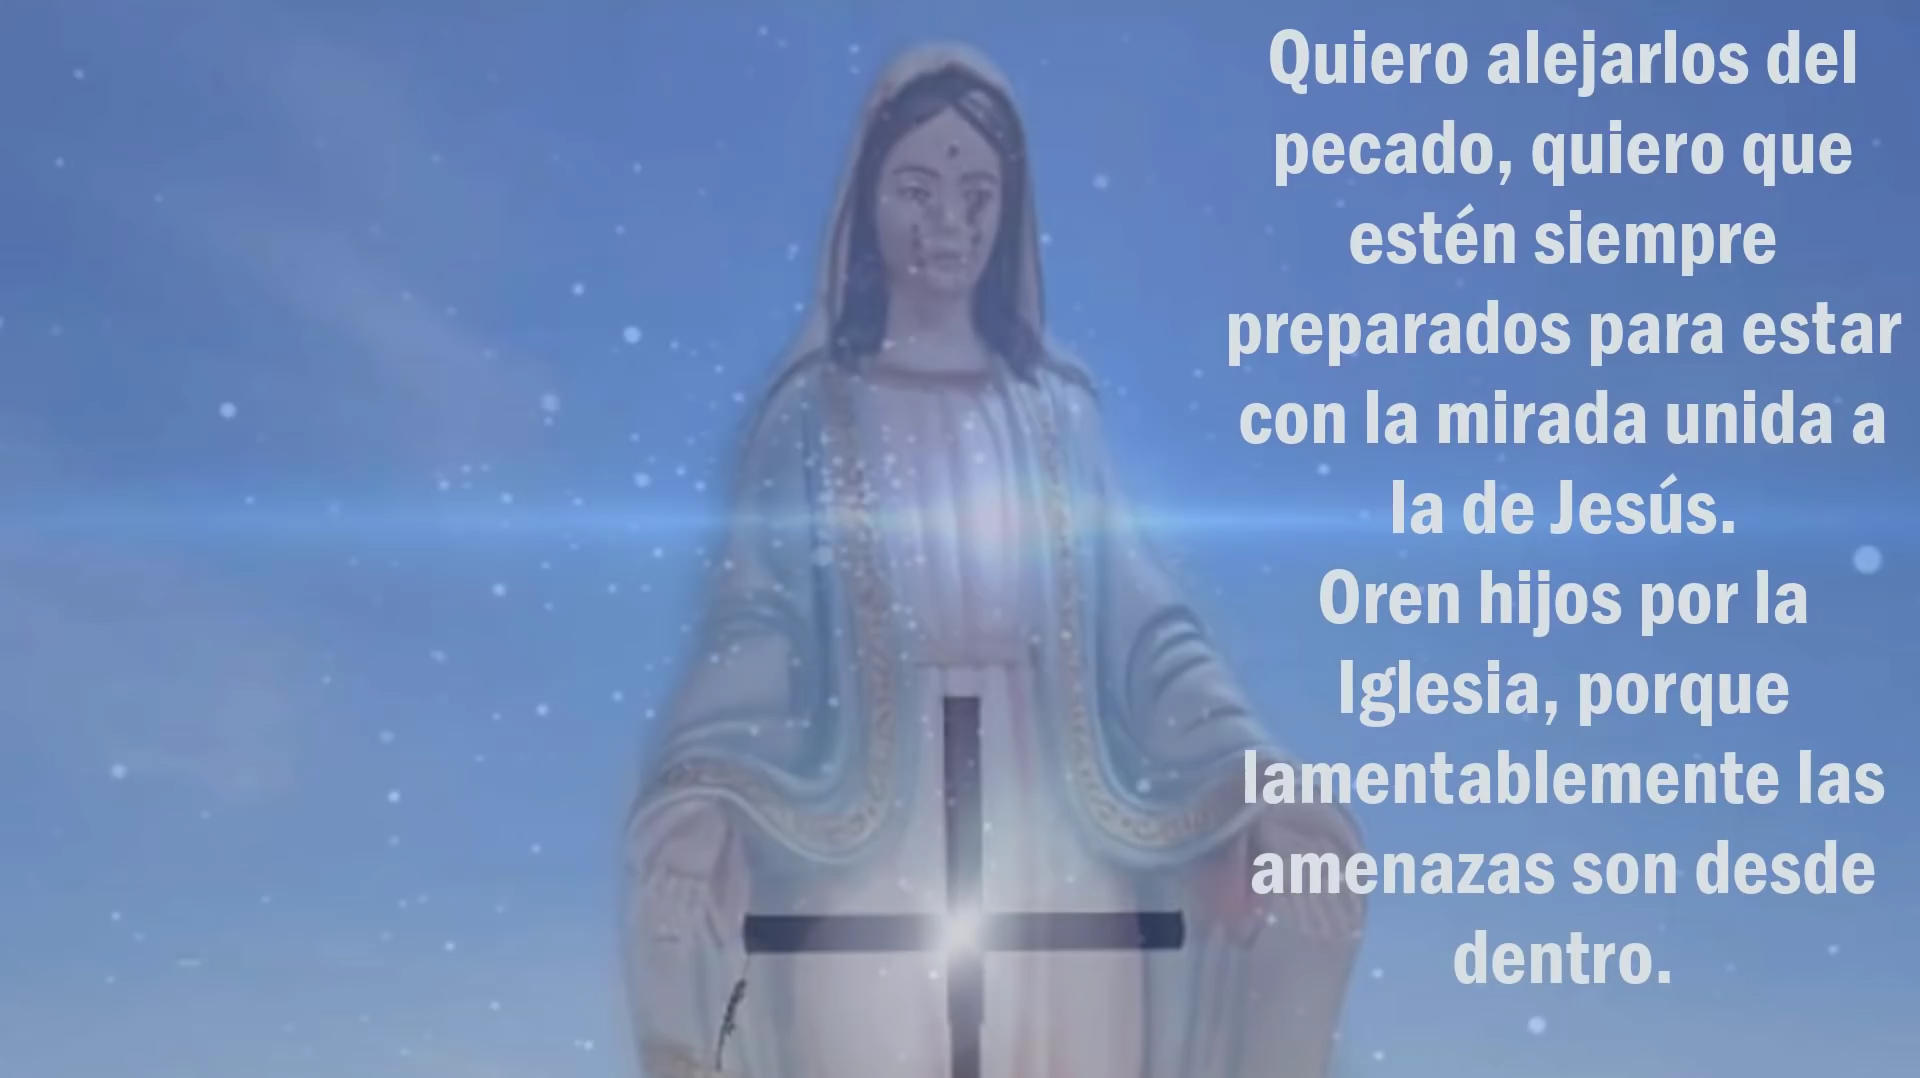 Quiero alejarlos del
pecado, quiero que
estén siempre
preparados para estar
con la mirada unida a
la de Jesús.
Oren hijos por la
Iglesia, porque
lamentablemente las
amenazas son desde
dentro.